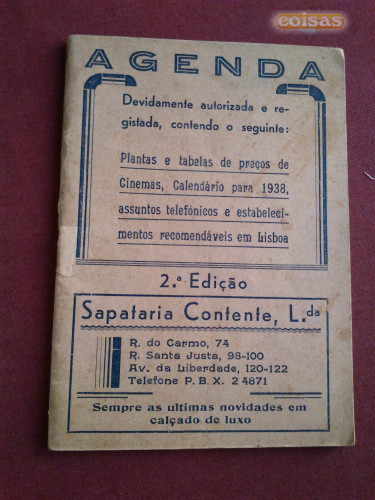 coisas
AGENDA
Devidamente autorizada e re-
gistada, contendo o seguinte:
Plantas e tabelas de preços de
Cinemas, Calendário para 1938,
assuntos telefónicos e estabeleci-
mentos recomendáveis em Lisboa
2.ª Edição
Sapataria Contente, L.da
R. do Carmo, 74
R. Santa Justa, 98-100
Av. da Liberdade, 120-122
Telefone P. B. X. 2 4871
Sempre as ultimas novidades em
calçado de luxo